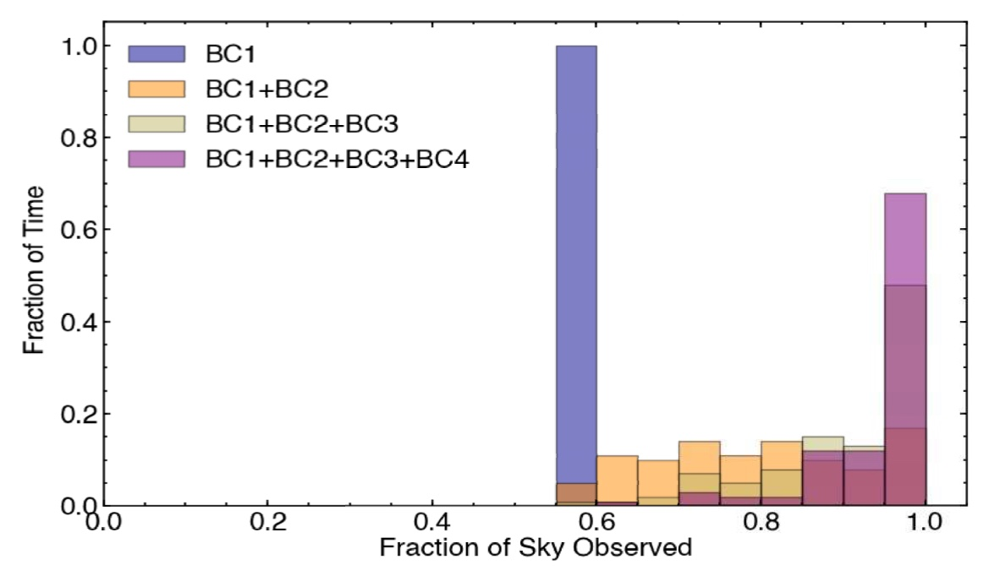 1.0
0.8
0.6
0.4
0.2
0.0
BC1
BC1+BC2
BC1+BC2+BC3
BC1+BC2+BC3+BC4
Fraction of Time
0.0 0.2 0.4 0.6 0.8 1.0
Fraction of Sky Observed